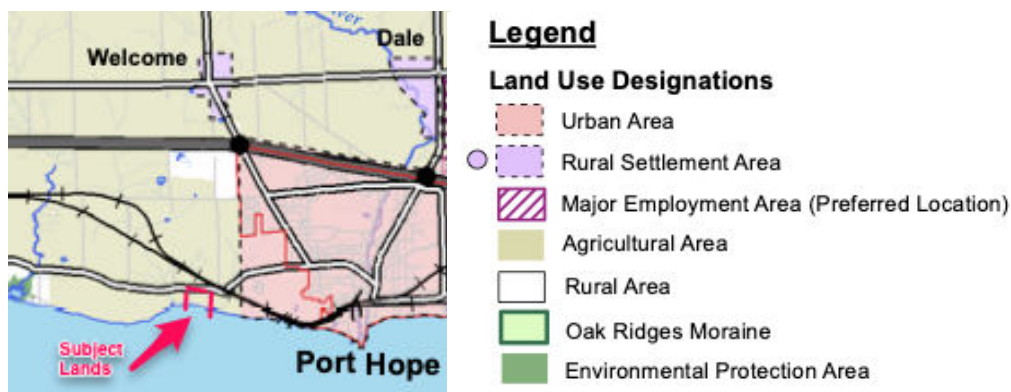 River
Dale
Welcome
Subject
Lands
Port Hope
Legend
Land Use Designations
Urban Area
Rural Settlement Area
Major Employment Area (Preferred Location)
Agricultural Area
Rural Area
Oak Ridges Moraine
Environmental Protection Area